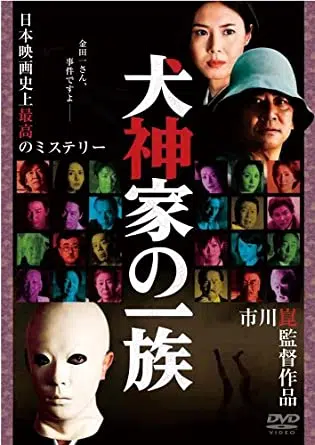 日本映画史上最高のミステリー
金田一さん、
事件ですよ──
犬神家の一族
市川崑監督作品
DVD
VIDEO